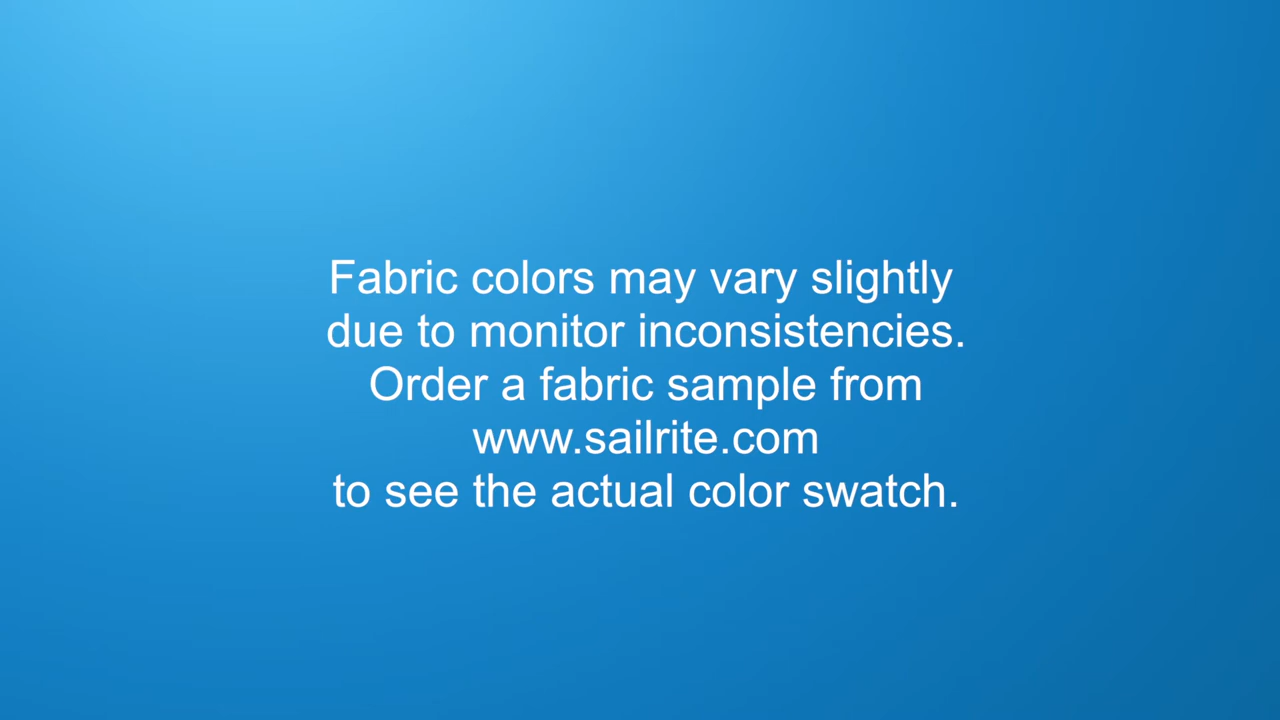 Fabric colors may vary slightly
due to monitor inconsistencies.
Order a fabric sample from
www.sailrite.com
to see the actual color swatch.